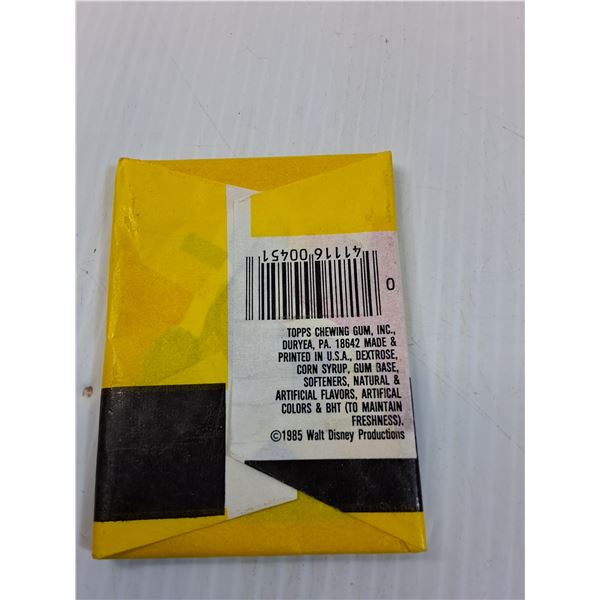 41116 00451
0
TOPPS CHEWING GUM, INC.,
DURYEA, PA. 18642 MADE &
PRINTED IN U.S.A., DEXTROSE,
CORN SYRUP, GUM BASE,
SOFTENERS, NATURAL &
ARTIFICIAL FLAVORS, ARTIFICAL
COLORS & BHT (TO MAINTAIN
FRESHNESS).
©1985 Walt Disney Productions